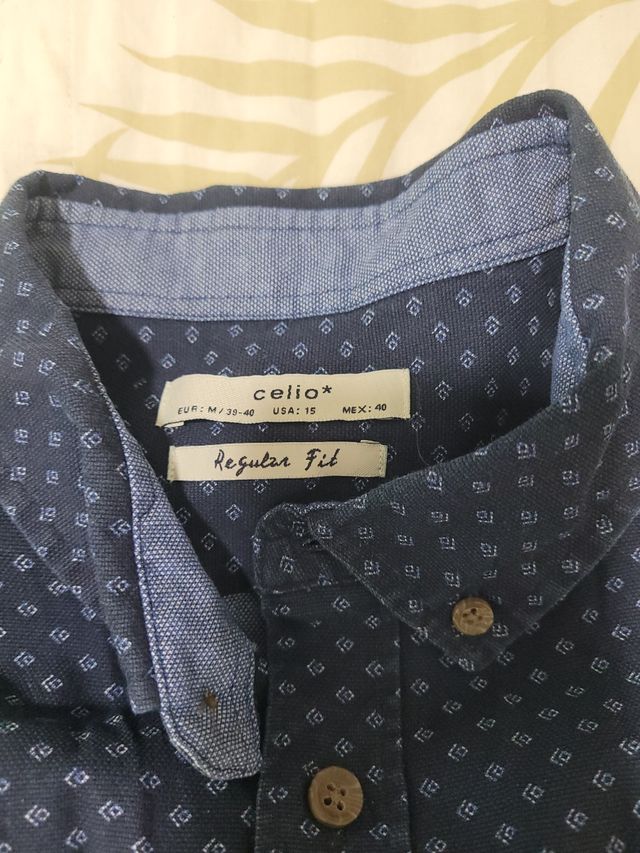 celio*
EUR: M / 39-40 USA: 15 MEX: 40
Regular Fit